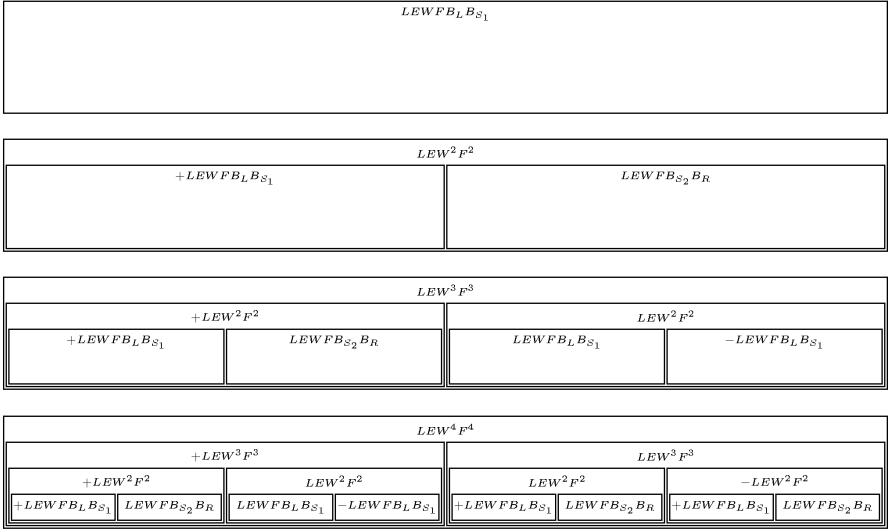 LEWFB_L B_{S_1}
LEW^2F^2
+LEWFB_L B_{S_1} LEWFB_{S_2} B_R
LEW^3F^3
+LEW^2F^2 LEW^2F^2
+LEWFB_L B_{S_1} LEWFB_{S_2} B_R LEWFB_L B_{S_1} −LEWFB_L B_{S_1}
LEW^4F^4
+LEW^3F^3 LEW^3F^3
+LEW^2F^2 LEW^2F^2 LEW^2F^2 −LEW^2F^2
+LEWFB_L B_{S_1} LEWFB_{S_2} B_R LEWFB_L B_{S_1} −LEWFB_L B_{S_1} +LEWFB_L B_{S_1} LEWFB_{S_2} B_R +LEWFB_L B_{S_1} LEWFB_{S_2} B_R